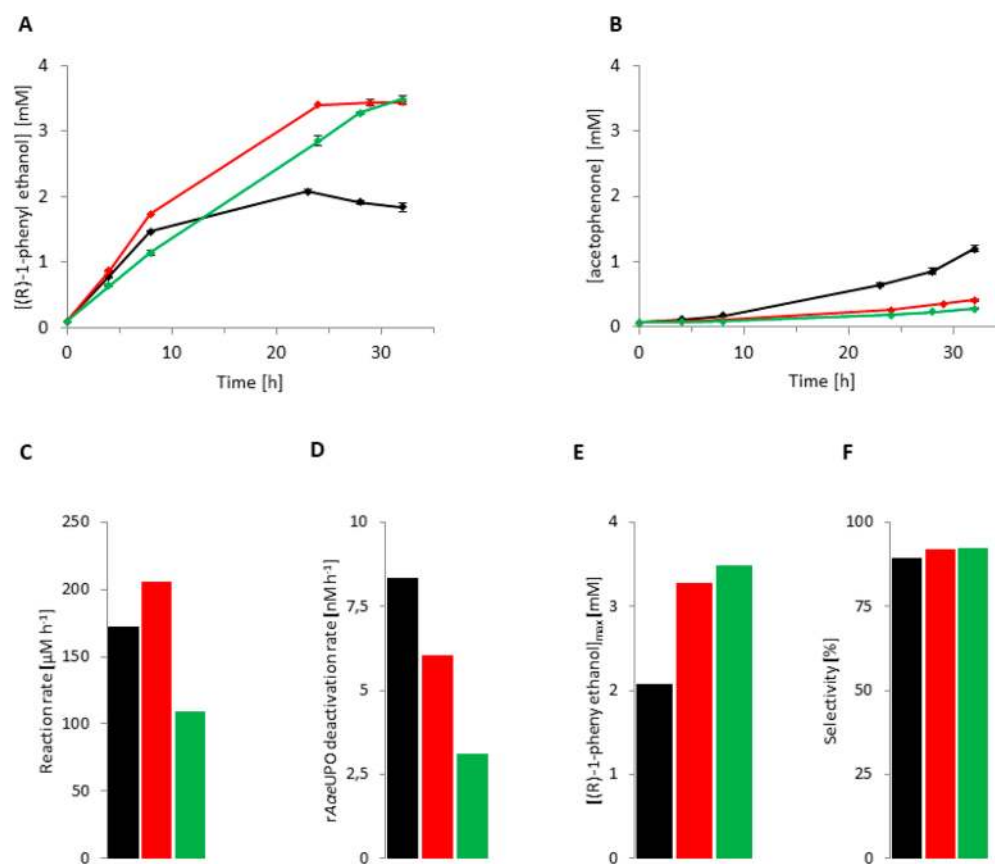 A
B
[(R)-1-phenyl ethanol] [mM]
4
3
2
1
0
0
10
20
30
Time [h]
[acetophenone] [mM]
4
3
2
1
0
0
10
20
30
Time [h]
C
D
E
F
Reaction rate [µM h⁻¹]
250
200
150
100
50
0
rAaeUPO deactivation rate [nM h⁻¹]
10
7,5
5
2,5
0
[(R)-1-pheny ethanol]max [mM]
4
3
2
1
0
Selectivity [%]
100
75
50
25
0